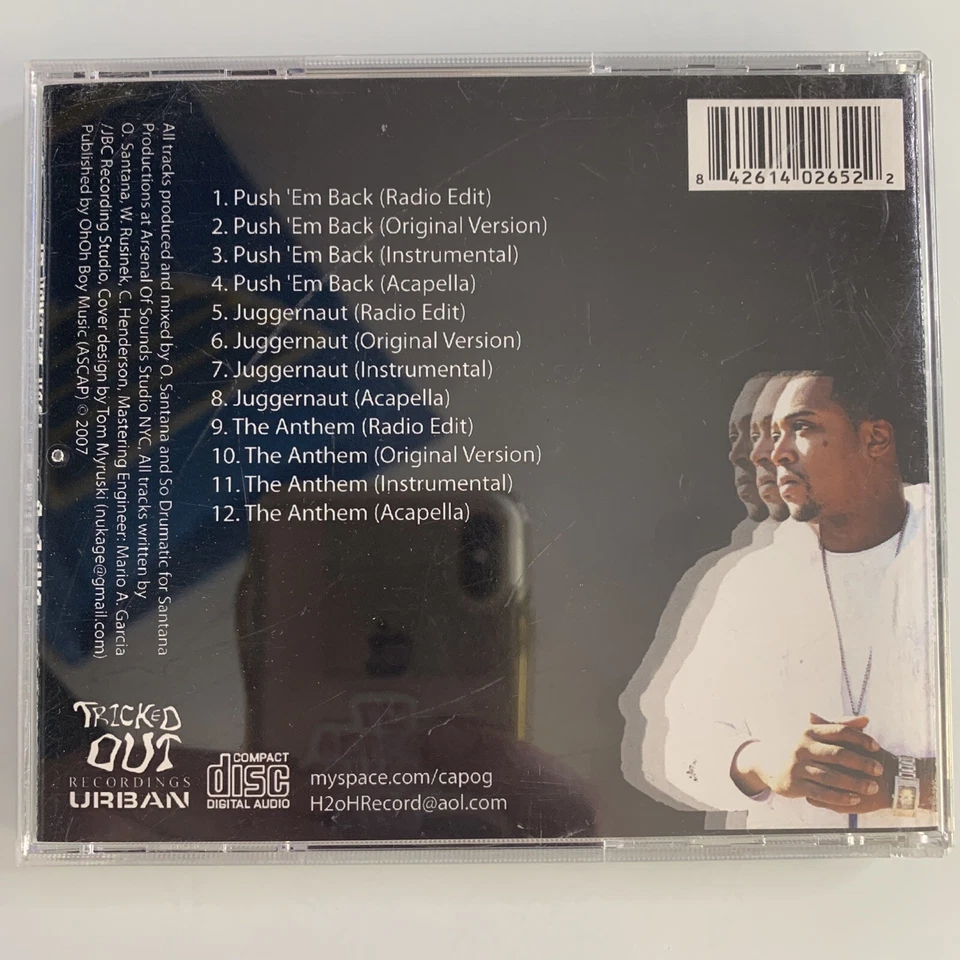 8 42614 02652 2
1. Push 'Em Back (Radio Edit)
2. Push 'Em Back (Original Version)
3. Push 'Em Back (Instrumental)
4. Push 'Em Back (Acapella)
5. Juggernaut (Radio Edit)
6. Juggernaut (Original Version)
7. Juggernaut (Instrumental)
8. Juggernaut (Acapella)
9. The Anthem (Radio Edit)
10. The Anthem (Original Version)
11. The Anthem (Instrumental)
12. The Anthem (Acapella)
All tracks produced and mixed by O. Santana and So Drumatic for Santana
Productions at Arsenal Of Sounds Studio NYC, All tracks written by
O. Santana, W. Rusinek, C. Henderson, Mastering Engineer: Mario A. Garcia
/JBC Recording Studio, Cover design by Tom Myruski (nukage@gmail.com)
Published by OhOh Boy Music (ASCAP) © 2007
TRICKED
OUT
RECORDINGS
URBAN
COMPACT
disc
DIGITAL AUDIO
myspace.com/capog
H2oHRecord@aol.com